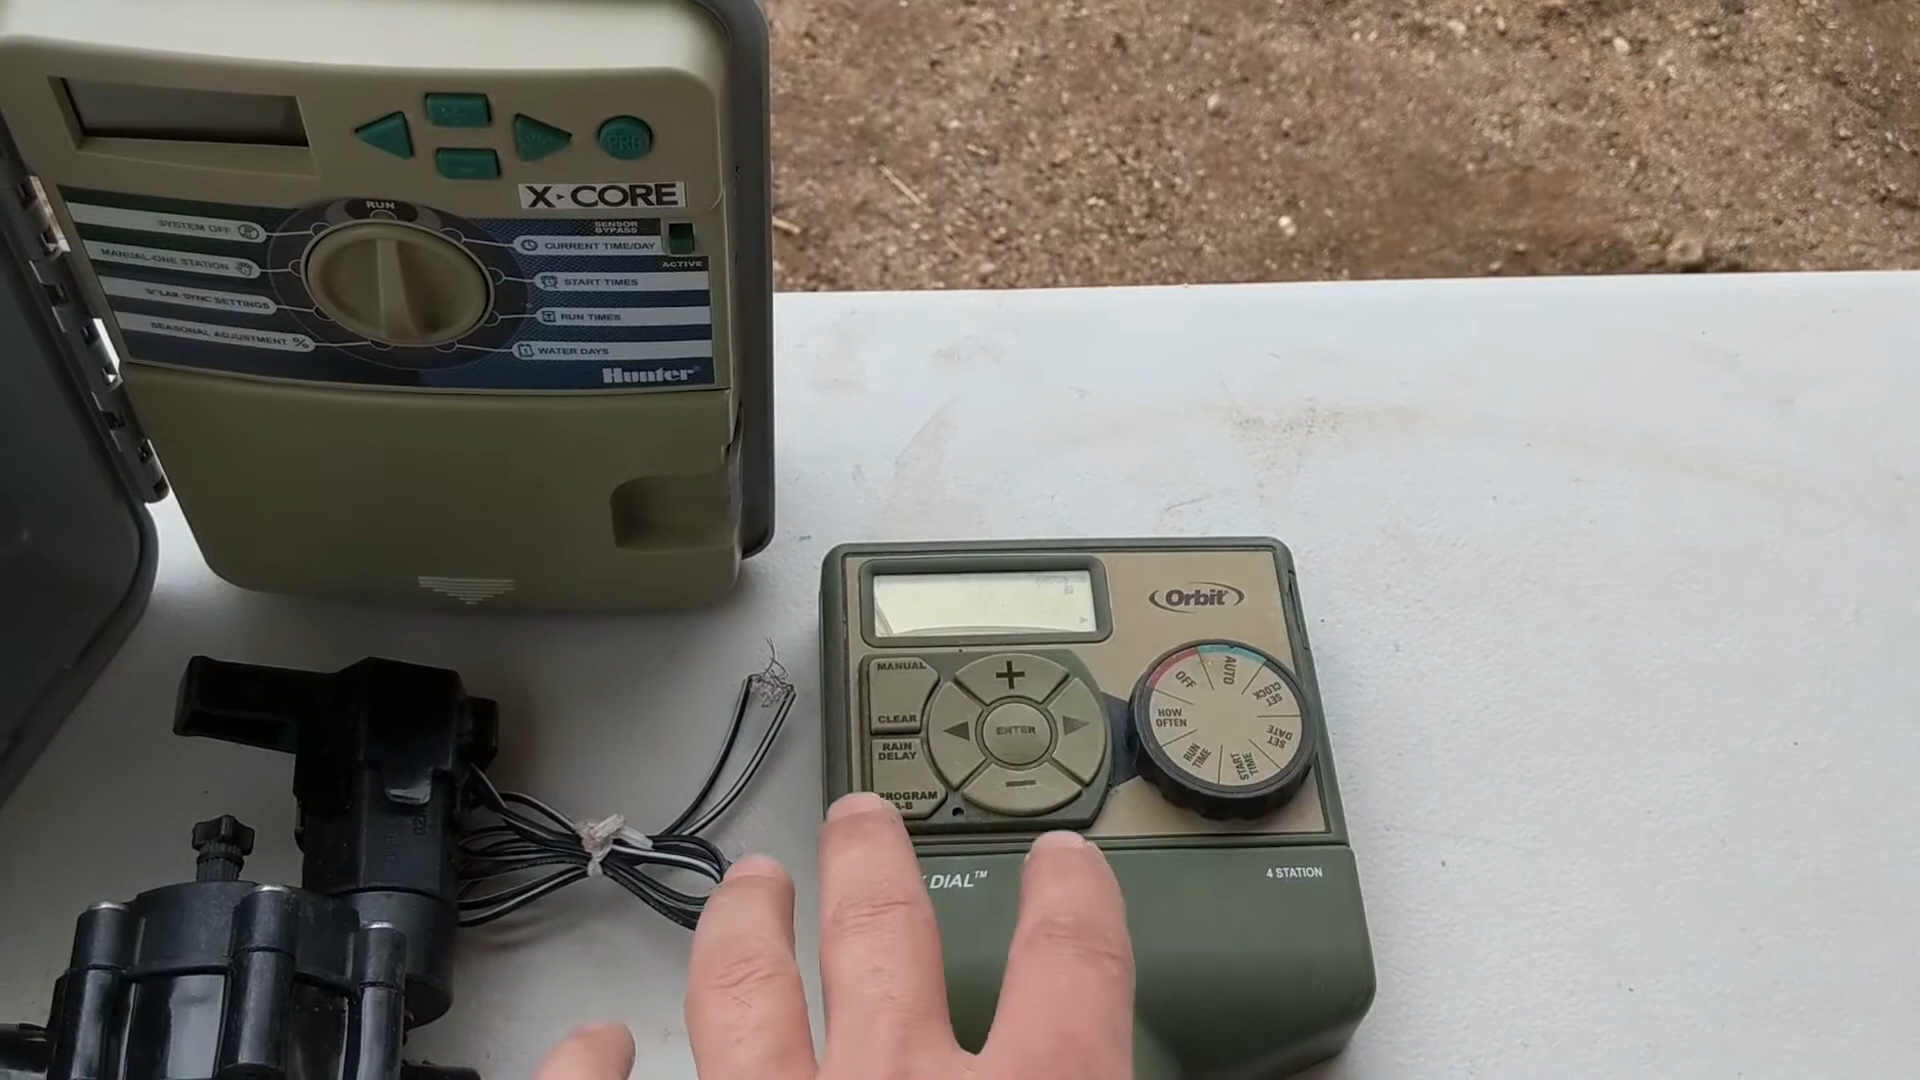 PRG
X-CORE
RUN
SENSOR
BYPASS
SYSTEM OFF
CURRENT TIME/DAY
MANUAL-ONE STATION
ACTIVE
START TIMES
SOLAR SYNC SETTINGS
RUN TIMES
SEASONAL ADJUSTMENT %
WATER DAYS
Hunter®
Orbit®
MANUAL
CLEAR
RAIN
DELAY
PROGRAM
A-B
+
ENTER
−
OFF
AUTO
SET
CLOCK
SET
DATE
START
TIME
RUN
TIME
HOW
OFTEN
DIAL™
4 STATION